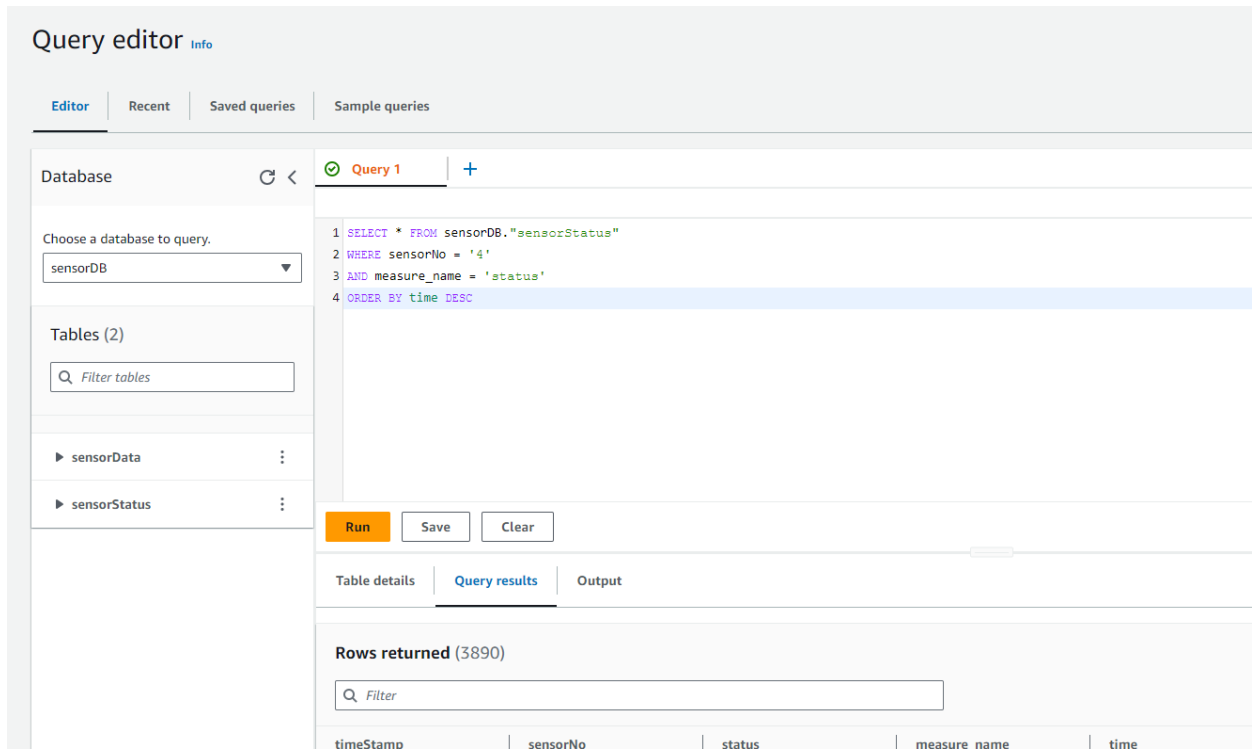 Query editor Info
Editor
Recent
Saved queries
Sample queries
Database
Choose a database to query.
sensorDB
Tables (2)
Filter tables
sensorData
sensorStatus
Query 1
1 SELECT * FROM sensorDB."sensorStatus"
2 WHERE sensorNo = '4'
3 AND measure_name = 'status'
4 ORDER BY time DESC
Run
Save
Clear
Table details
Query results
Output
Rows returned (3890)
Filter
timeStamp
sensorNo
status
measure_name
time